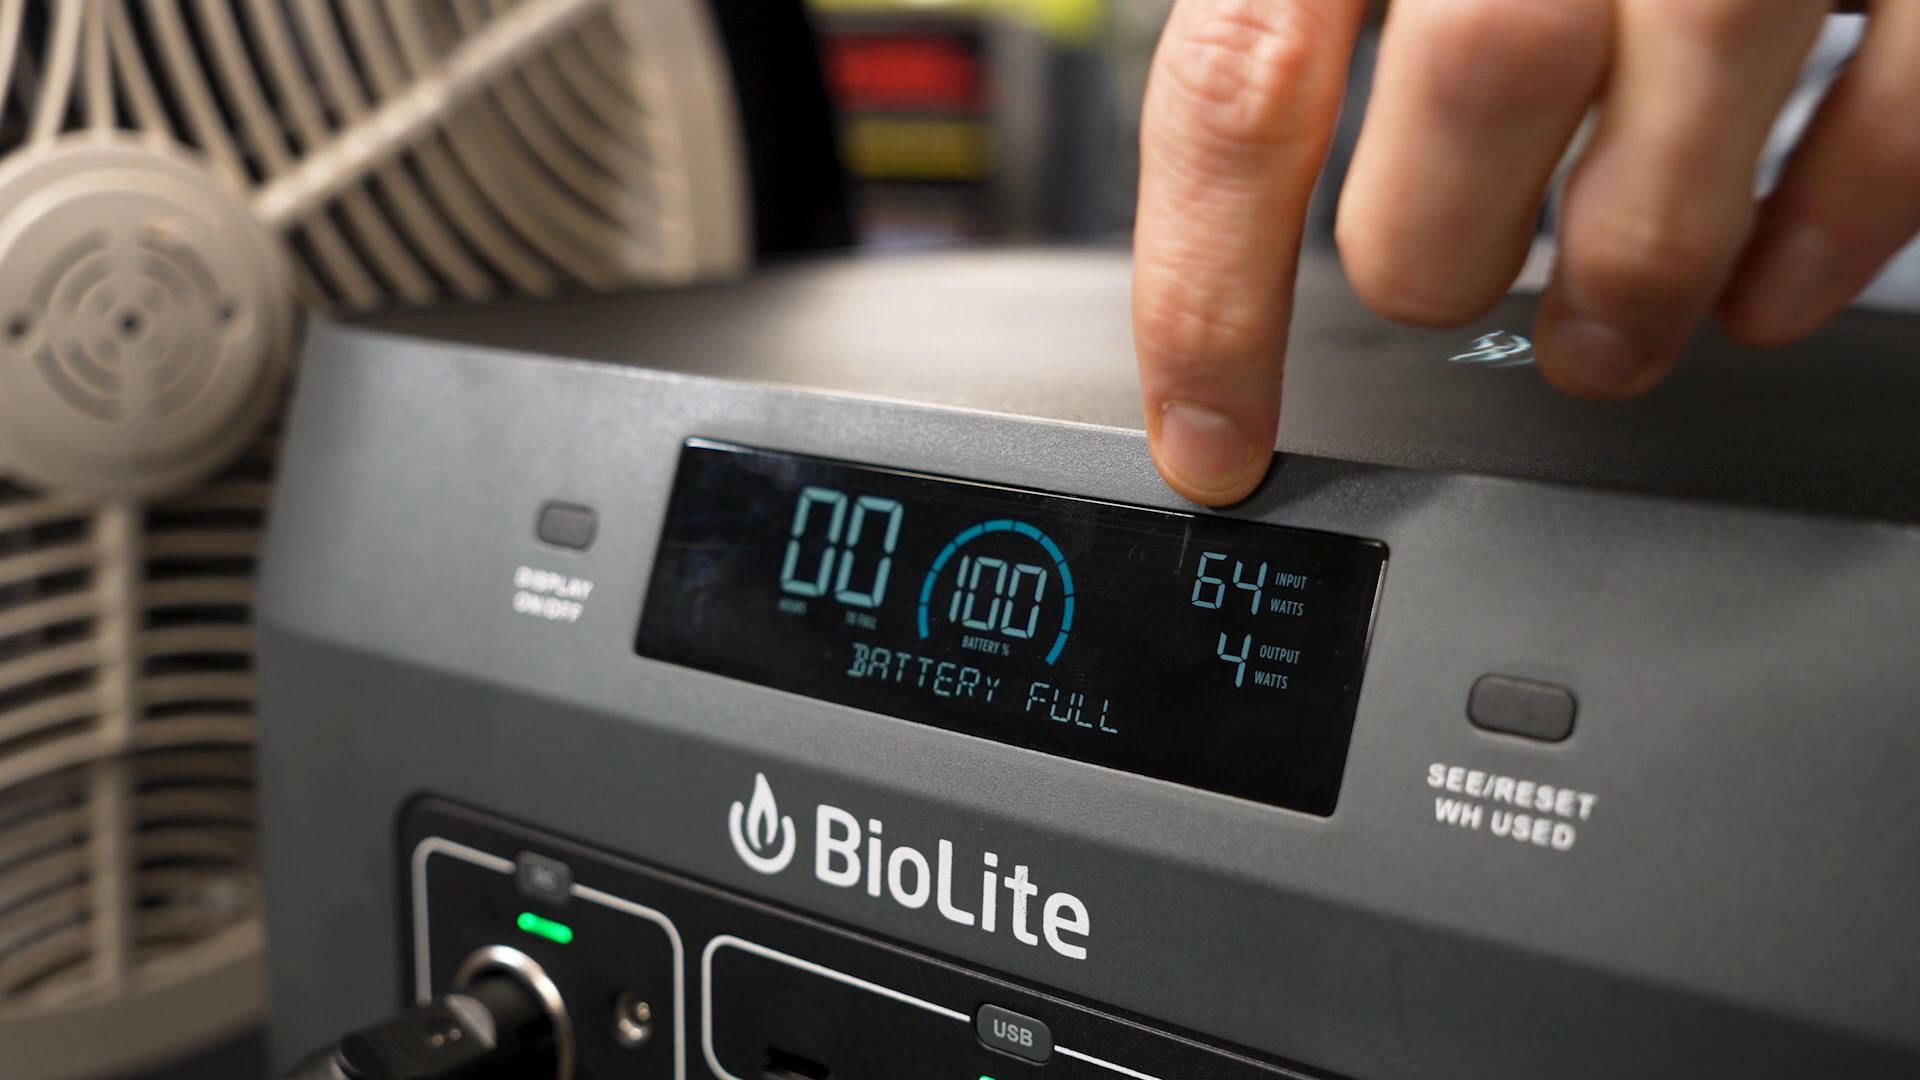 DISPLAY
ON/OFF
00
HOURS
TO FULL
100
BATTERY %
64 INPUT
WATTS
4 OUTPUT
WATTS
BATTERY FULL
SEE/RESET
WH USED
BioLite
USB